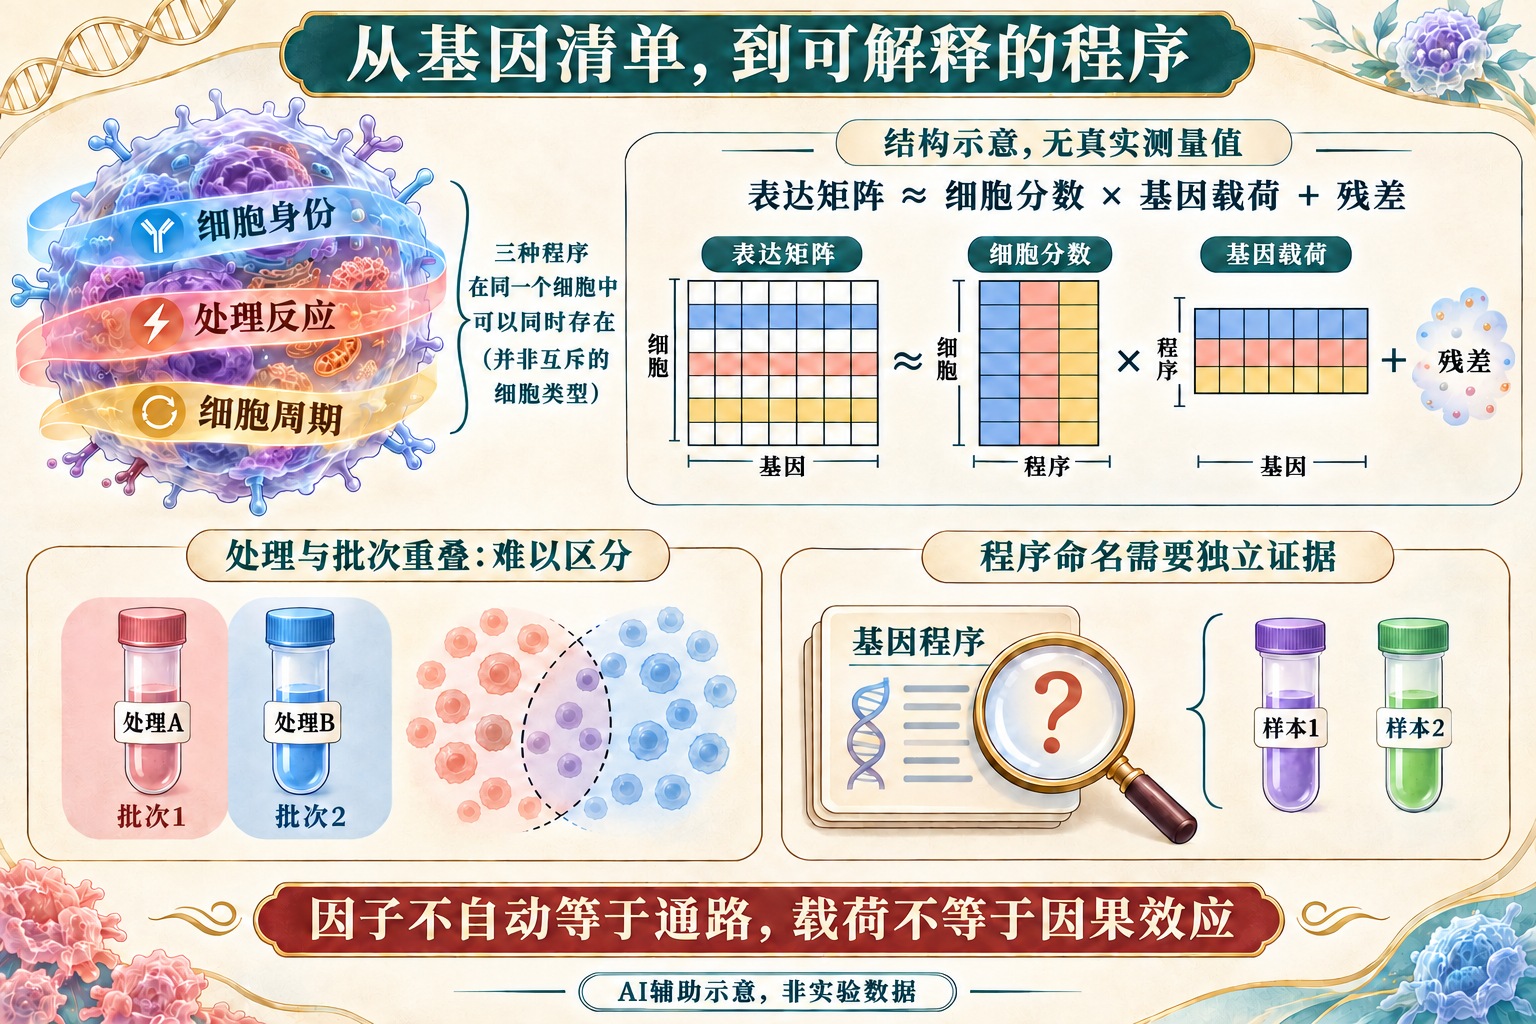 从基因清单，到可解释的程序
细胞身份
处理反应
细胞周期
三种程序
在同一个细胞中
可以同时存在
（并非互斥的
细胞类型）
结构示意，无真实测量值
表达矩阵 ≈ 细胞分数 × 基因载荷 + 残差
表达矩阵
细胞
基因
≈
细胞分数
细胞
程序
×
基因载荷
程序
基因
+
残差
处理与批次重叠：难以区分
处理A
批次1
处理B
批次2
程序命名需要独立证据
基因程序
?
样本1
样本2
因子不自动等于通路，载荷不等于因果效应
AI辅助示意，非实验数据